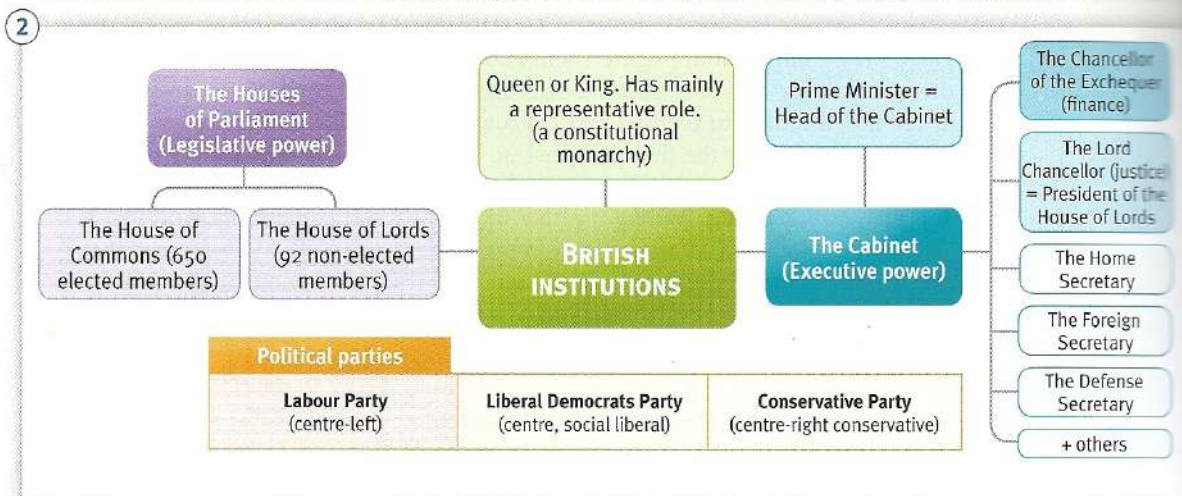 2
The Houses
of Parliament
(Legislative power)
The House of
Commons (650
elected members)
The House of Lords
(92 non-elected
members)
Queen or King. Has mainly
a representative role.
(a constitutional
monarchy)
BRITISH
INSTITUTIONS
Prime Minister =
Head of the Cabinet
The Cabinet
(Executive power)
The Chancellor
of the Exchequer
(finance)
The Lord
Chancellor (justice)
= President of the
House of Lords
The Home
Secretary
The Foreign
Secretary
The Defense
Secretary
+ others
Political parties
Labour Party
(centre-left)
Liberal Democrats Party
(centre, social liberal)
Conservative Party
(centre-right conservative)